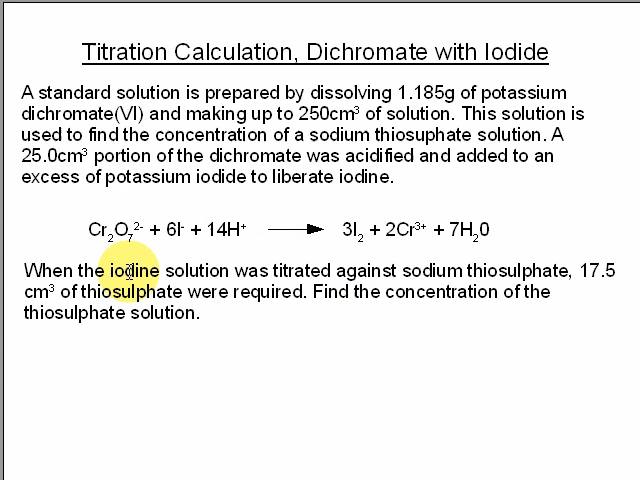 Titration Calculation, Dichromate with Iodide
A standard solution is prepared by dissolving 1.185g of potassium
dichromate(VI) and making up to 250cm³ of solution. This solution is
used to find the concentration of a sodium thiosuphate solution. A
25.0cm³ portion of the dichromate was acidified and added to an
excess of potassium iodide to liberate iodine.
Cr₂O₇²⁻ + 6I⁻ + 14H⁺ ⟶ 3I₂ + 2Cr³⁺ + 7H₂0
When the iodine solution was titrated against sodium thiosulphate, 17.5
cm³ of thiosulphate were required. Find the concentration of the
thiosulphate solution.